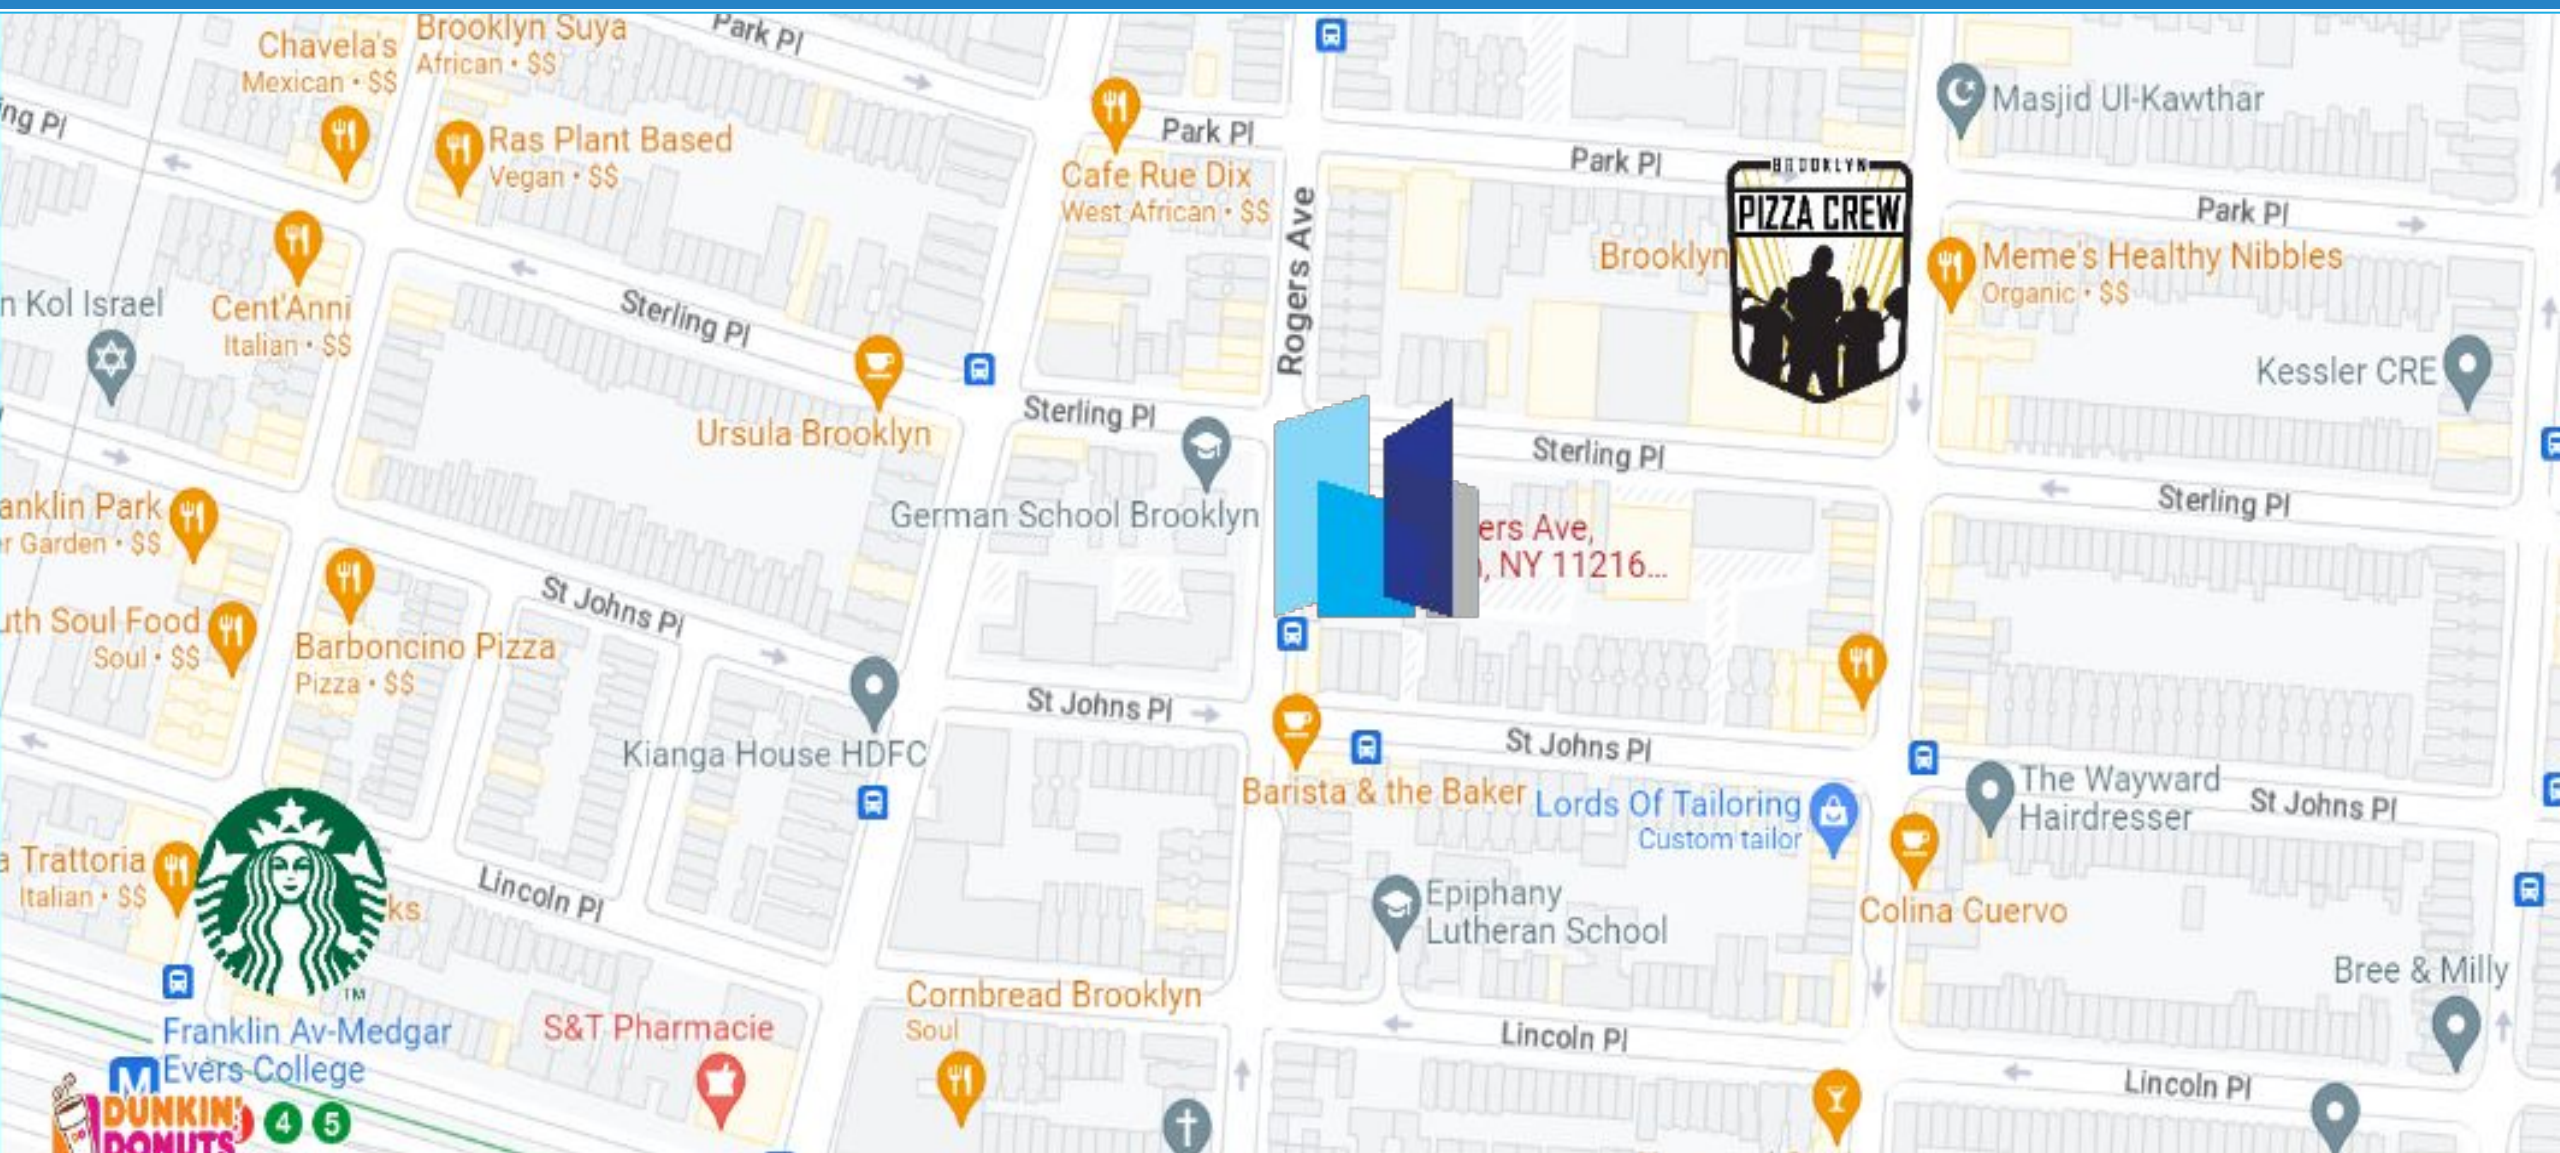 Chavela's
Mexican • $$
Brooklyn Suya
African • $$
Park Pl
Ras Plant Based
Vegan • $$
Cafe Rue Dix
West African • $$
Park Pl
Rogers Ave
Park Pl
BROOKLYN
PIZZA CREW
Brooklyn
Masjid Ul-Kawthar
Park Pl
Meme's Healthy Nibbles
Organic • $$
Kessler CRE
ng Pl
n Kol Israel
Cent'Anni
Italian • $$
Sterling Pl
Ursula Brooklyn
Sterling Pl
German School Brooklyn
Sterling Pl
Sterling Pl
ers Ave,
, NY 11216...
anklin Park
r Garden • $$
uth Soul Food
Soul • $$
Barboncino Pizza
Pizza • $$
St Johns Pl
Kianga House HDFC
St Johns Pl
St Johns Pl
Barista & the Baker
Lords Of Tailoring
Custom tailor
The Wayward
Hairdresser
St Johns Pl
Colina Cuervo
a Trattoria
Italian • $$
ks
Lincoln Pl
Epiphany
Lutheran School
Bree & Milly
TM
Franklin Av-Medgar
Evers College
M
DUNKIN'
DONUTS
4 5
S&T Pharmacie
Cornbread Brooklyn
Soul
Lincoln Pl
Lincoln Pl